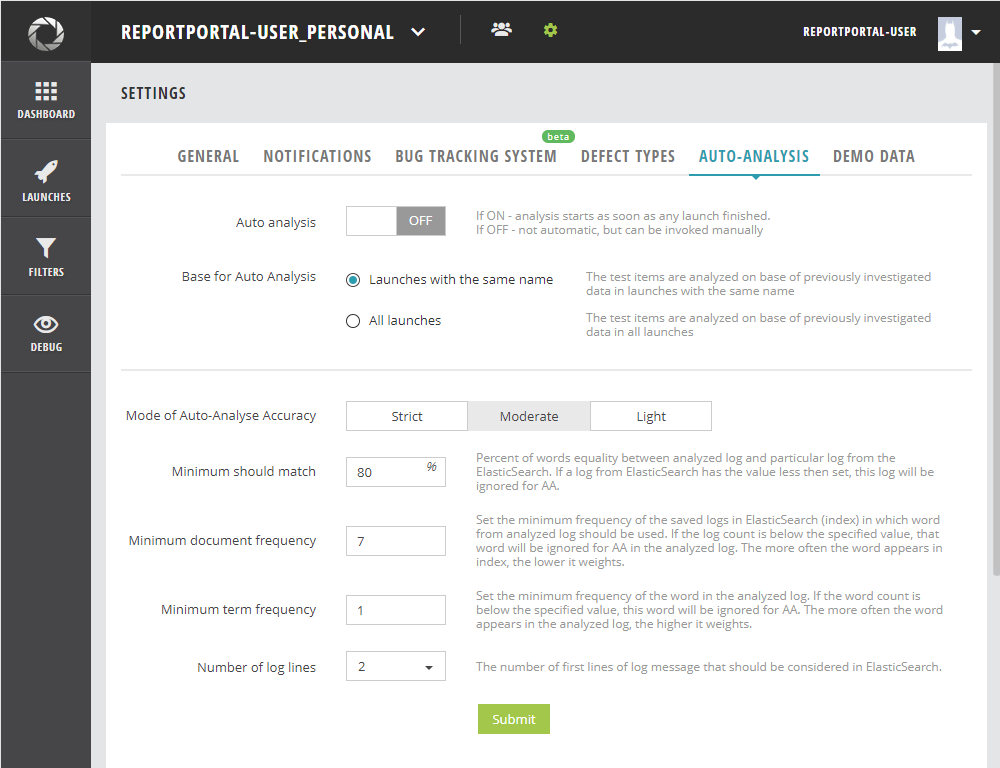 REPORTPORTAL-USER_PERSONAL
REPORTPORTAL-USER
DASHBOARD
LAUNCHES
FILTERS
DEBUG
SETTINGS
beta
GENERAL NOTIFICATIONS BUG TRACKING SYSTEM DEFECT TYPES AUTO-ANALYSIS DEMO DATA
Auto analysis
OFF
If ON - analysis starts as soon as any launch finished.
If OFF - not automatic, but can be invoked manually
Base for Auto Analysis
Launches with the same name
The test items are analyzed on base of previously investigated
data in launches with the same name
All launches
The test items are analyzed on base of previously investigated
data in all launches
Mode of Auto-Analyse Accuracy
Strict Moderate Light
Minimum should match
80 %
Percent of words equality between analyzed log and particular log from the
ElasticSearch. If a log from ElasticSearch has the value less then set, this log will be
ignored for AA.
Minimum document frequency
7
Set the minimum frequency of the saved logs in ElasticSearch (index) in which word
from analyzed log should be used. If the log count is below the specified value, that
word will be ignored for AA in the analyzed log. The more often the word appears in
index, the lower it weights.
Minimum term frequency
1
Set the minimum frequency of the word in the analyzed log. If the word count is
below the specified value, this word will be ignored for AA. The more often the word
appears in the analyzed log, the higher it weights.
Number of log lines
2
The number of first lines of log message that should be considered in ElasticSearch.
Submit